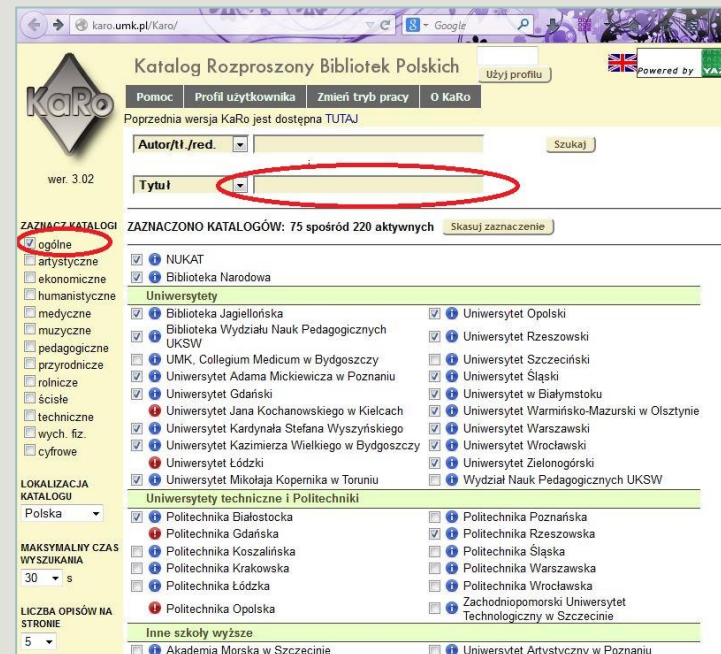 karo.umk.pl/Karo/
Google
KaRo
wer. 3.02
Katalog Rozproszony Bibliotek Polskich
Użyj profilu
Powered by YAZ
Pomoc Profil użytkownika Zmień tryb pracy O KaRo
Poprzednia wersja KaRo jest dostępna TUTAJ
Autor/tł./red.
Szukaj
Tytuł
ZAZNACZ KATALOGI
ogólne
artystyczne
ekonomiczne
humanistyczne
medyczne
muzyczne
pedagogiczne
przyrodnicze
rolnicze
ścisłe
techniczne
wych. fiz.
cyfrowe
LOKALIZACJA
KATALOGU
Polska
MAKSYMALNY CZAS
WYSZUKANIA
30 s
LICZBA OPISÓW NA
STRONIE
5
ZAZNACZONO KATALOGÓW: 75 spośród 220 aktywnych Skasuj zaznaczenie
NUKAT
Biblioteka Narodowa
Uniwersytety
Biblioteka Jagiellońska Uniwersytet Opolski
Biblioteka Wydziału Nauk Pedagogicznych
UKSW Uniwersytet Rzeszowski
UMK, Collegium Medicum w Bydgoszczy Uniwersytet Szczeciński
Uniwersytet Adama Mickiewicza w Poznaniu Uniwersytet Śląski
Uniwersytet Gdański Uniwersytet w Białymstoku
Uniwersytet Jana Kochanowskiego w Kielcach Uniwersytet Warmińsko-Mazurski w Olsztynie
Uniwersytet Kardynała Stefana Wyszyńskiego Uniwersytet Warszawski
Uniwersytet Kazimierza Wielkiego w Bydgoszczy Uniwersytet Wrocławski
Uniwersytet Łódzki Uniwersytet Zielonogórski
Uniwersytet Mikołaja Kopernika w Toruniu Wydział Nauk Pedagogicznych UKSW
Uniwersytety techniczne i Politechniki
Politechnika Białostocka Politechnika Poznańska
Politechnika Gdańska Politechnika Rzeszowska
Politechnika Koszalińska Politechnika Śląska
Politechnika Krakowska Politechnika Warszawska
Politechnika Łódzka Politechnika Wrocławska
Politechnika Opolska Zachodniopomorski Uniwersytet
Technologiczny w Szczecinie
Inne szkoły wyższe
Akademia Morska w Szczecinie Uniwersytet Artystyczny w Poznaniu